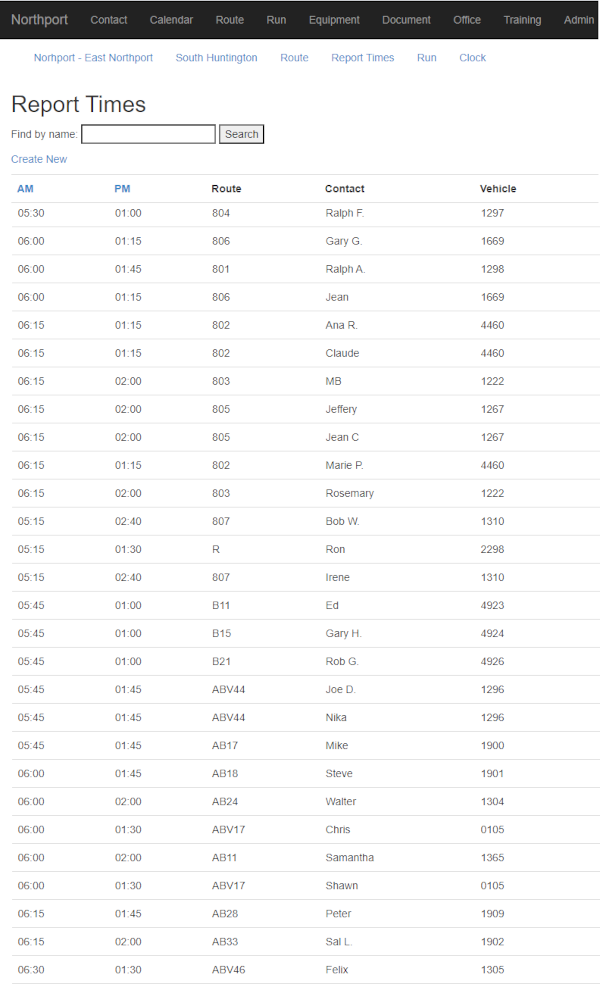 Northport Contact Calendar Route Run Equipment Document Office Training Admin
Norhport - East Northport South Huntington Route Report Times Run Clock
Report Times
Find by name: Search
Create New
AM PM Route Contact Vehicle
05:30 01:00 804 Ralph F. 1297
06:00 01:15 806 Gary G. 1669
06:00 01:45 801 Ralph A. 1298
06:00 01:15 806 Jean 1669
06:15 01:15 802 Ana R. 4460
06:15 01:15 802 Claude 4460
06:15 02:00 803 MB 1222
06:15 02:00 805 Jeffery 1267
06:15 02:00 805 Jean C 1267
06:15 01:15 802 Marie P. 4460
06:15 02:00 803 Rosemary 1222
05:15 02:40 807 Bob W. 1310
05:15 01:30 R Ron 2298
05:15 02:40 807 Irene 1310
05:45 01:00 B11 Ed 4923
05:45 01:00 B15 Gary H. 4924
05:45 01:00 B21 Rob G. 4926
05:45 01:45 ABV44 Joe D. 1296
05:45 01:45 ABV44 Nika 1296
05:45 01:45 AB17 Mike 1900
06:00 01:45 AB18 Steve 1901
06:00 02:00 AB24 Walter 1304
06:00 01:30 ABV17 Chris 0105
06:00 02:00 AB11 Samantha 1365
06:00 01:30 ABV17 Shawn 0105
06:15 01:45 AB28 Peter 1909
06:15 02:00 AB33 Sal L. 1902
06:30 01:30 ABV46 Felix 1305